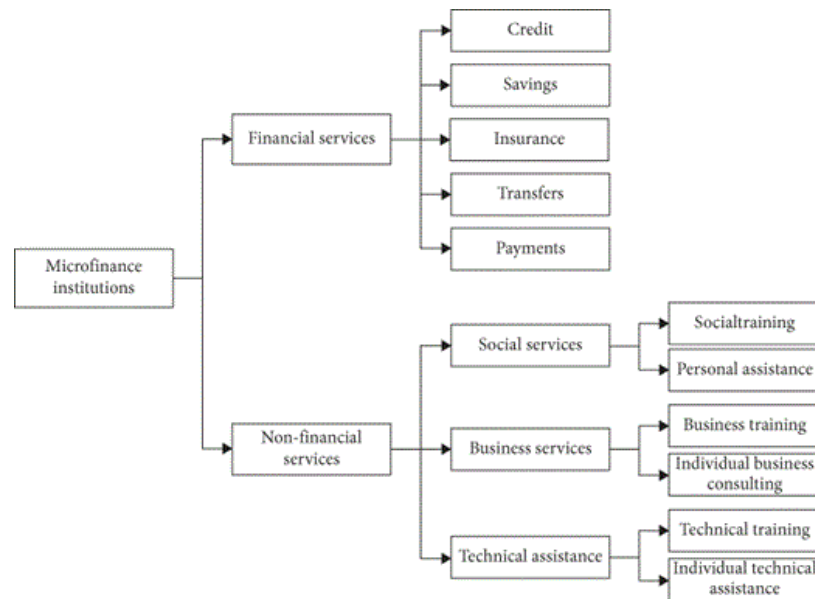 Credit
Savings
Financial services
Insurance
Transfers
Payments
Microfinance
institutions
Socialtraining
Social services
Personal assistance
Business training
Non-financial
services
Business services
Individual business
consulting
Technical training
Technical assistance
Individual technical
assistance